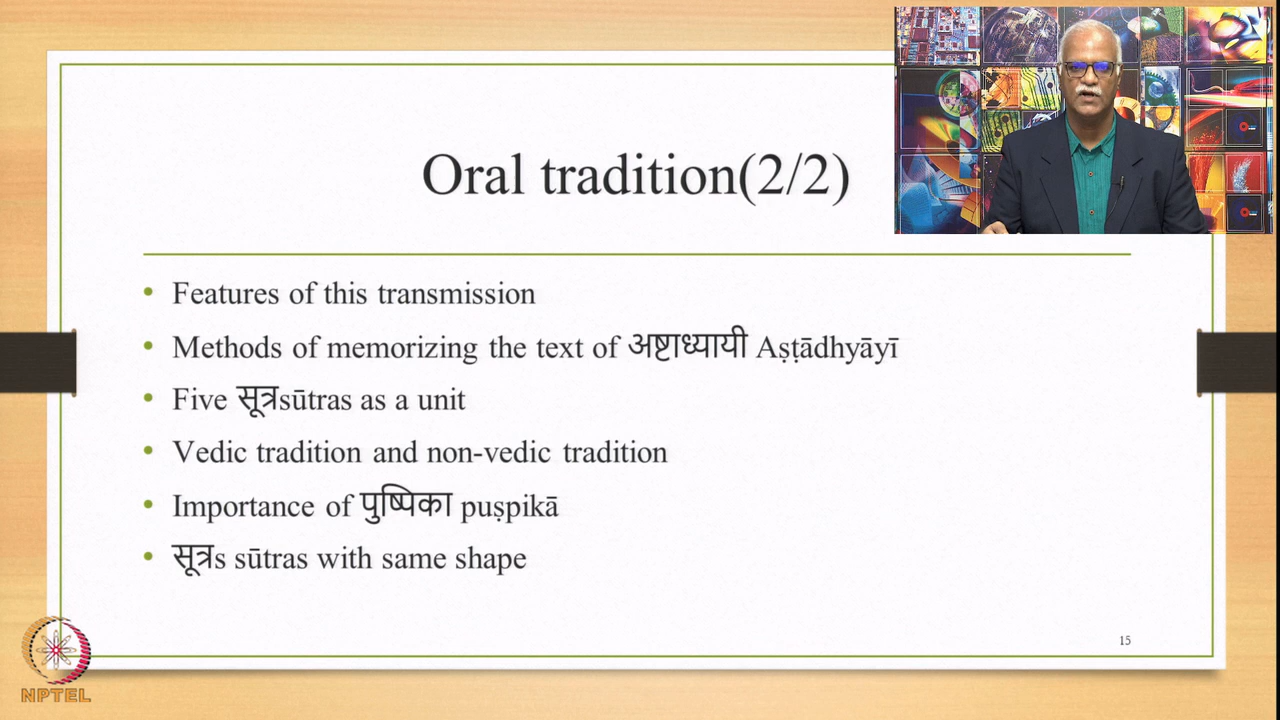 Oral tradition(2/2)
• Features of this transmission
• Methods of memorizing the text of अष्टाध्यायी Aṣṭādhyāyī
• Five सूत्रsūtras as a unit
• Vedic tradition and non-vedic tradition
• Importance of पुष्पिका puṣpikā
• सूत्रs sūtras with same shape
15
NPTEL